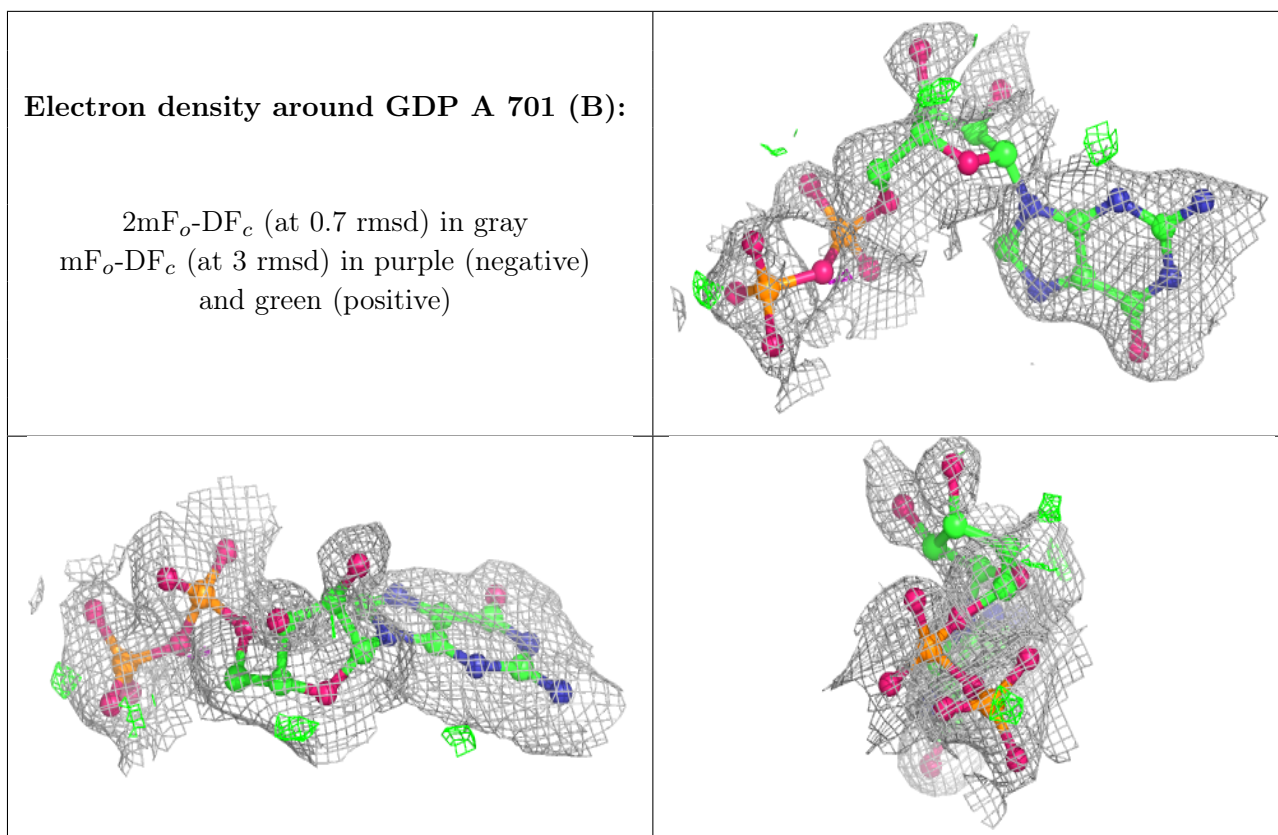 Electron density around GDP A 701 (B):
2mFₒ-DF𝒸 (at 0.7 rmsd) in gray
mFₒ-DF𝒸 (at 3 rmsd) in purple (negative)
and green (positive)